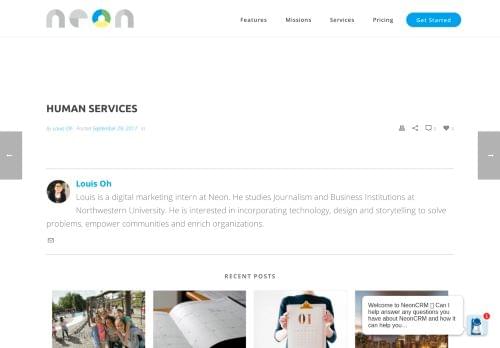 neon
Features Missions Services Pricing Get Started
HUMAN SERVICES
By Louis Oh Posted September 29, 2017 In
0 0
← →
Louis Oh
Louis is a digital marketing intern at Neon. He studies Journalism and Business Institutions at
Northwestern University. He is interested in incorporating technology, design and storytelling to solve
problems, empower communities and enrich organizations.
RECENT POSTS
01
Welcome to NeonCRM Can I
help answer any questions you
have about NeonCRM and how it
can help you...
1